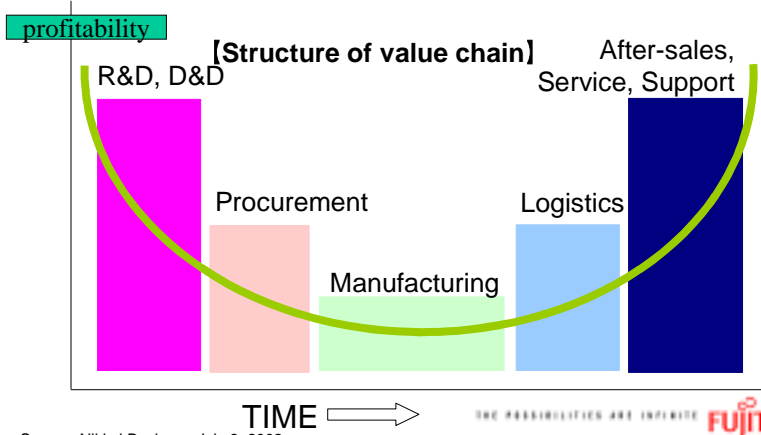 profitability
【Structure of value chain】
After-sales,
Service, Support
R&D, D&D
Procurement
Logistics
Manufacturing
TIME
THE POSSIBILITIES ARE INFINITE